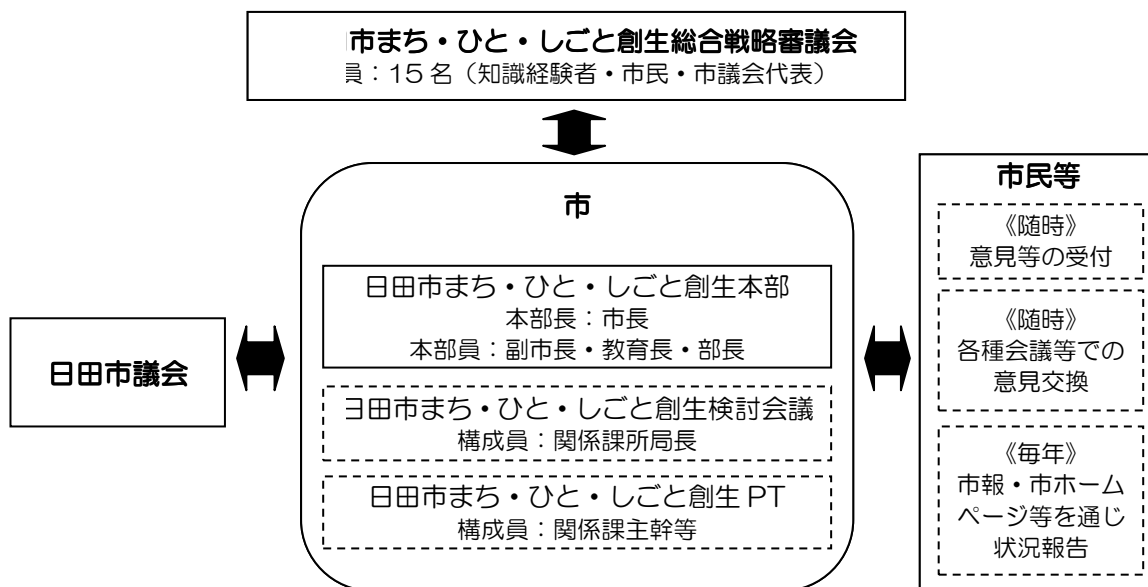 市まち・ひと・しごと創生総合戦略審議会
員：15名（知識経験者・市民・市議会代表）
市
日田市まち・ひと・しごと創生本部
本部長：市長
本部員：副市長・教育長・部長
日田市まち・ひと・しごと創生検討会議
構成員：関係課所局長
日田市まち・ひと・しごと創生 PT
構成員：関係課主幹等
日田市議会
市民等
《随時》
意見等の受付
《随時》
各種会議等での
意見交換
《毎年》
市報・市ホーム
ページ等を通じ
状況報告